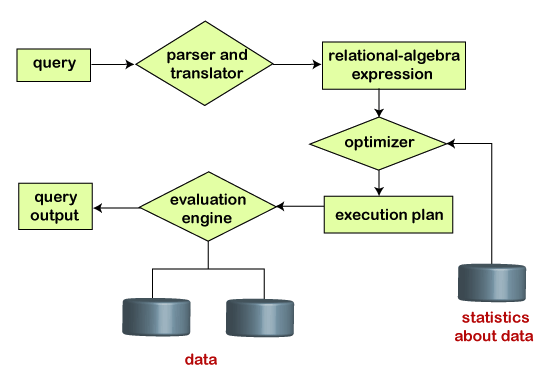 query
parser and
translator
relational-algebra
expression
optimizer
query
output
evaluation
engine
execution plan
data
statistics
about data